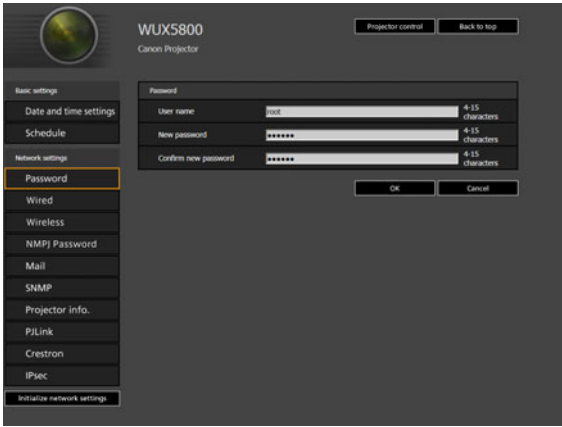 WUX5800
Canon Projector
Projector control
Back to top
Basic settings
Date and time settings
Schedule
Network settings
Password
Wired
Wireless
NMPJ Password
Mail
SNMP
Projector info.
PJLink
Crestron
IPsec
Initialize network settings
Password
User name
root
4-15
characters
New password
••••••
4-15
characters
Confirm new password
••••••
4-15
characters
OK
Cancel